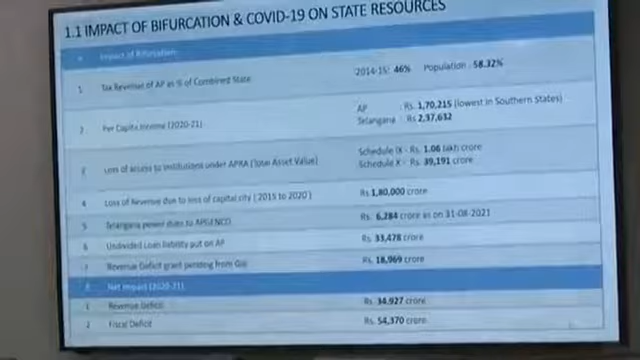 1.1 IMPACT OF BIFURCATION & COVID-19 ON STATE RESOURCES
Impact of Bifurcation:
1 Tax Revenues of AP as % of Combined State 2014-15: 46% Population : 58.32%
2 Per Capita Income (2020-21) AP : Rs. 1,70,215 (lowest in Southern States)
Telangana : Rs 2,37,632
3 Loss of access to Institutions under APRA (Total Asset Value) Schedule IX - Rs. 1.06 lakh crore
Schedule X - Rs. 39,191 crore
4 Loss of Revenue due to loss of capital city ( 2015 to 2020 ) Rs 1,80,000 crore
5 Telangana power dues to APGENCO Rs. 6,284 crore as on 31-08-2021
6 Undivided Loan liability put on AP Rs. 33,478 crore
7 Revenue Deficit grant pending from GoI Rs. 18,969 crore
Net Impact (2020-21)
1 Revenue Deficit Rs. 34,927 crore
2 Fiscal Deficit Rs. 54,370 crore